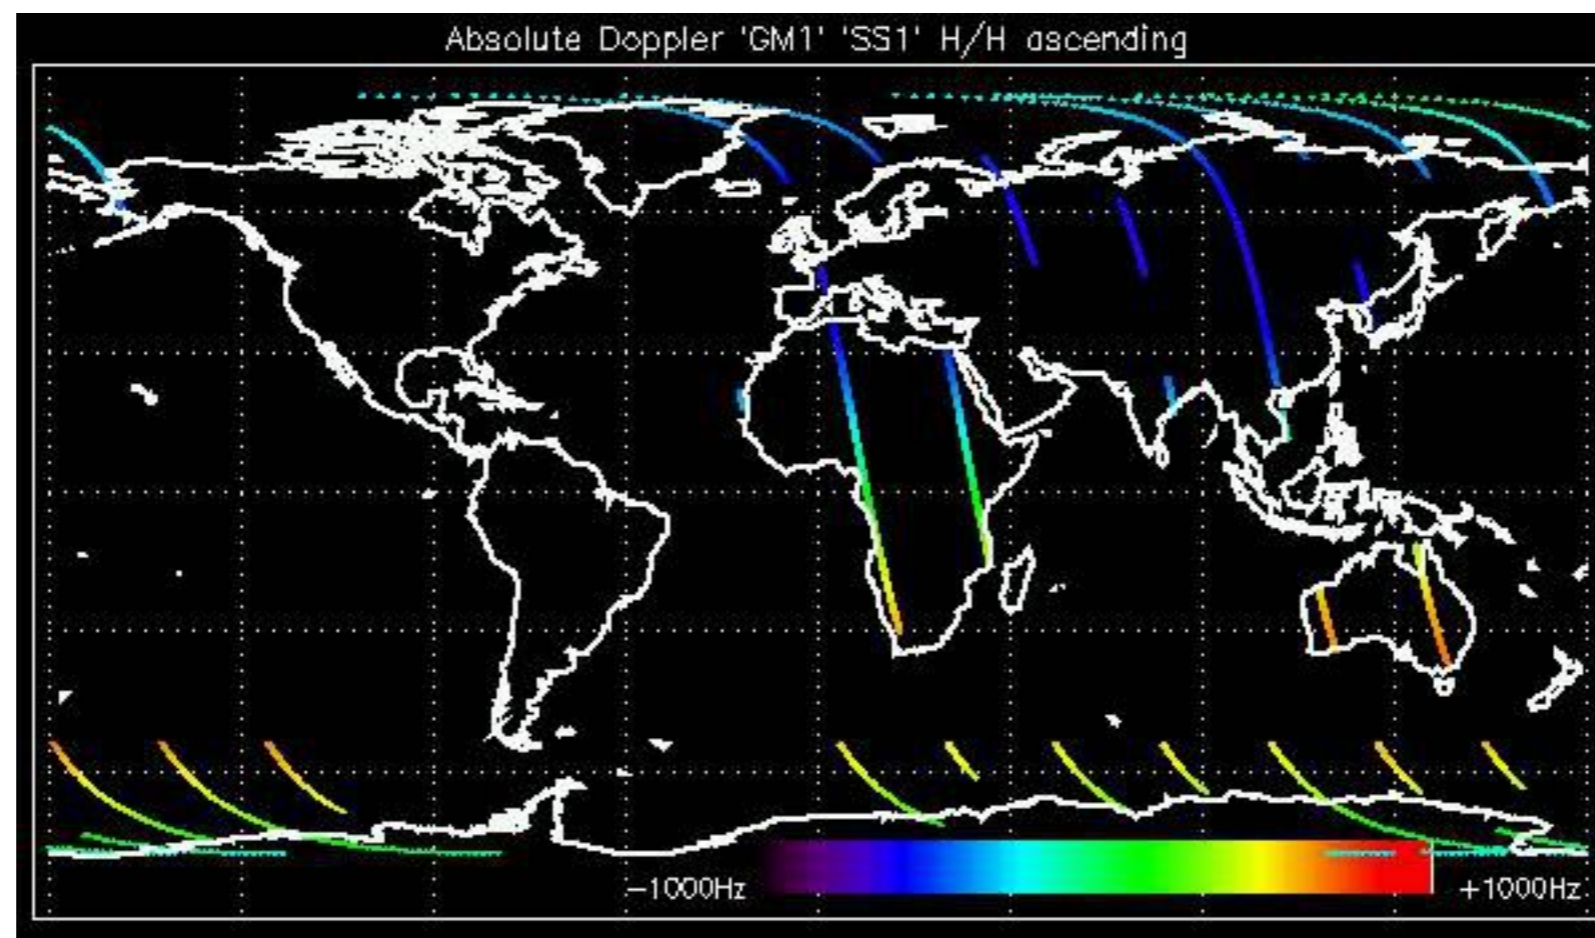 Absolute Doppler 'GM1' 'SS1' H/H ascending
-1000Hz
+1000Hz